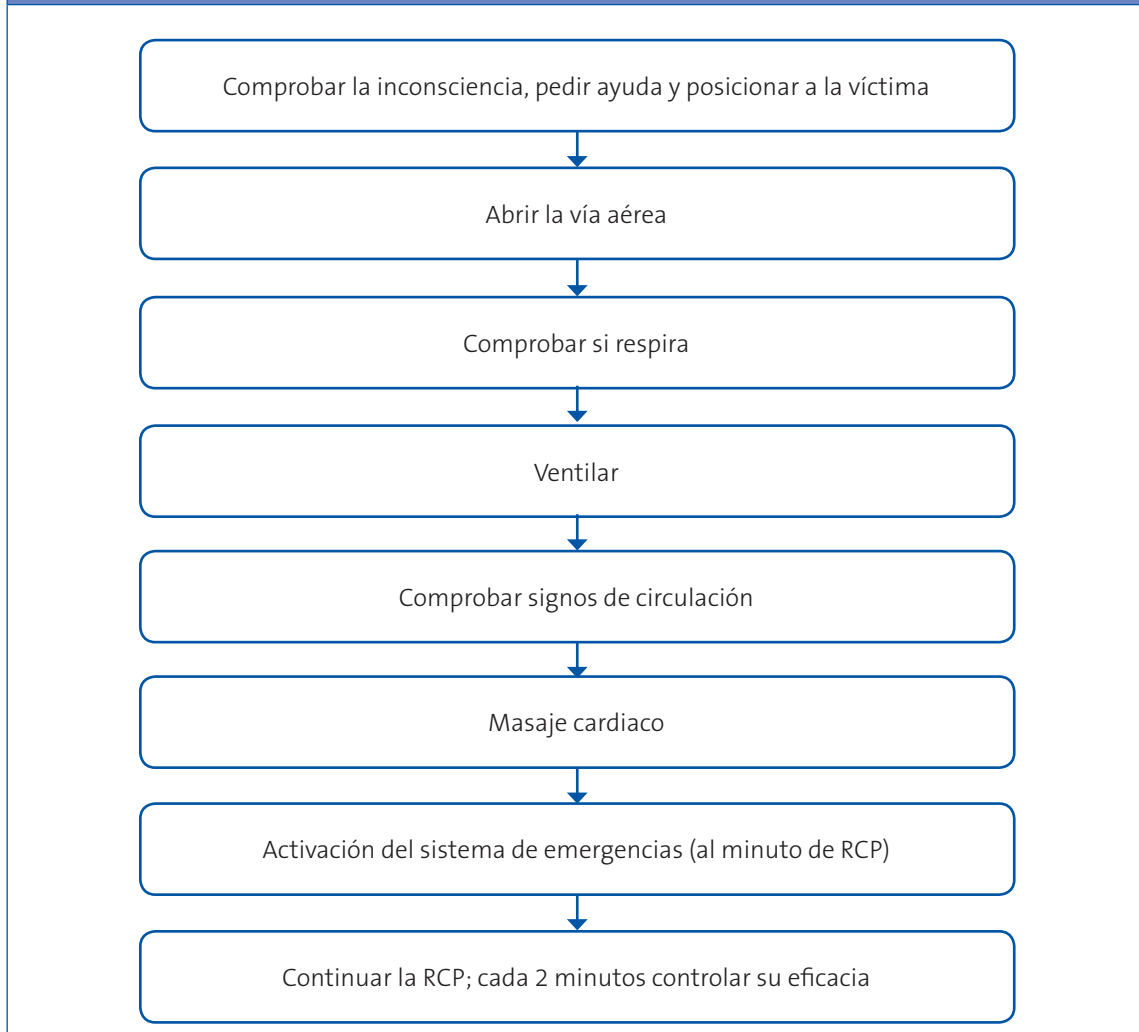 Comprobar la inconsciencia, pedir ayuda y posicionar a la víctima
Abrir la vía aérea
Comprobar si respira
Ventilar
Comprobar signos de circulación
Masaje cardiaco
Activación del sistema de emergencias (al minuto de RCP)
Continuar la RCP; cada 2 minutos controlar su eficacia